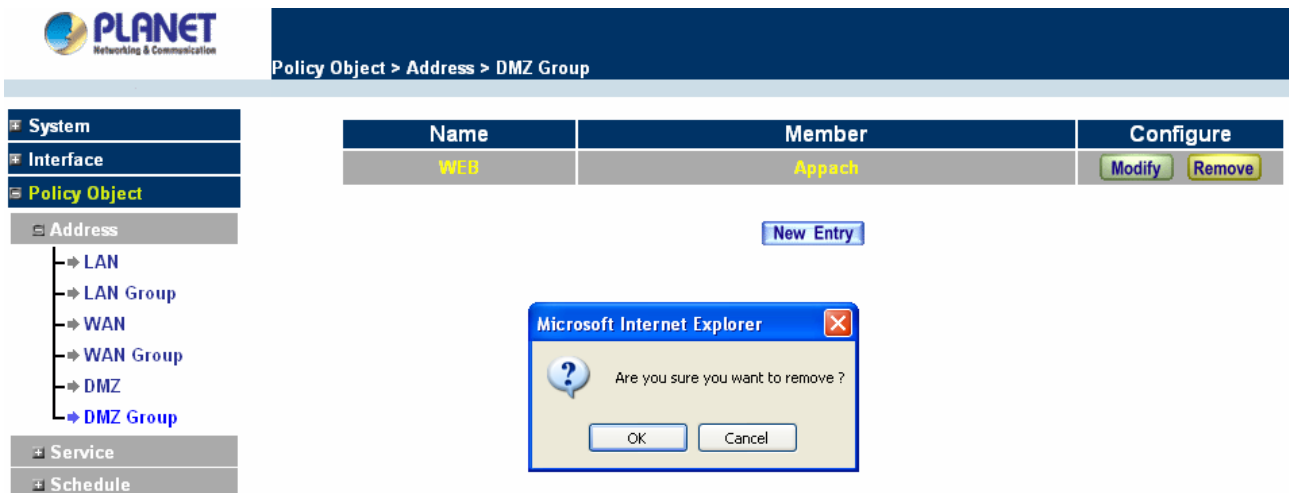 PLANET
Networking & Communication
Policy Object > Address > DMZ Group
System
Interface
Policy Object
Address
LAN
LAN Group
WAN
WAN Group
DMZ
DMZ Group
Service
Schedule
Name Member Configure
WEB Appach Modify Remove
New Entry
Microsoft Internet Explorer
Are you sure you want to remove ?
OK Cancel